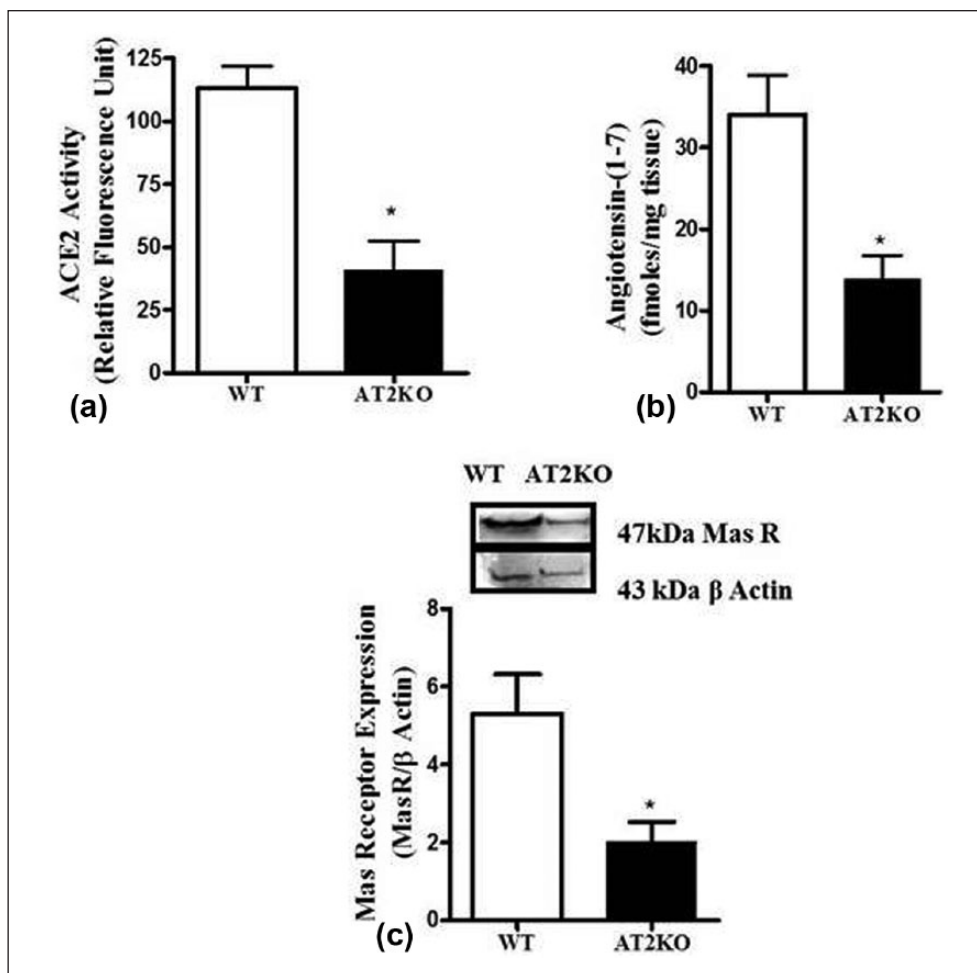 125
100
75
50
25
0
ACE2 Activity
(Relative Fluorescence Unit)
*
WT AT2KO
(a)
40
30
20
10
0
Angiotensin-(1-7)
(fmoles/mg tissue)
*
WT AT2KO
(b)
WT AT2KO
47kDa Mas R
43 kDa β Actin
8
6
4
2
0
Mas Receptor Expression
(MasR/β Actin)
*
WT AT2KO
(c)